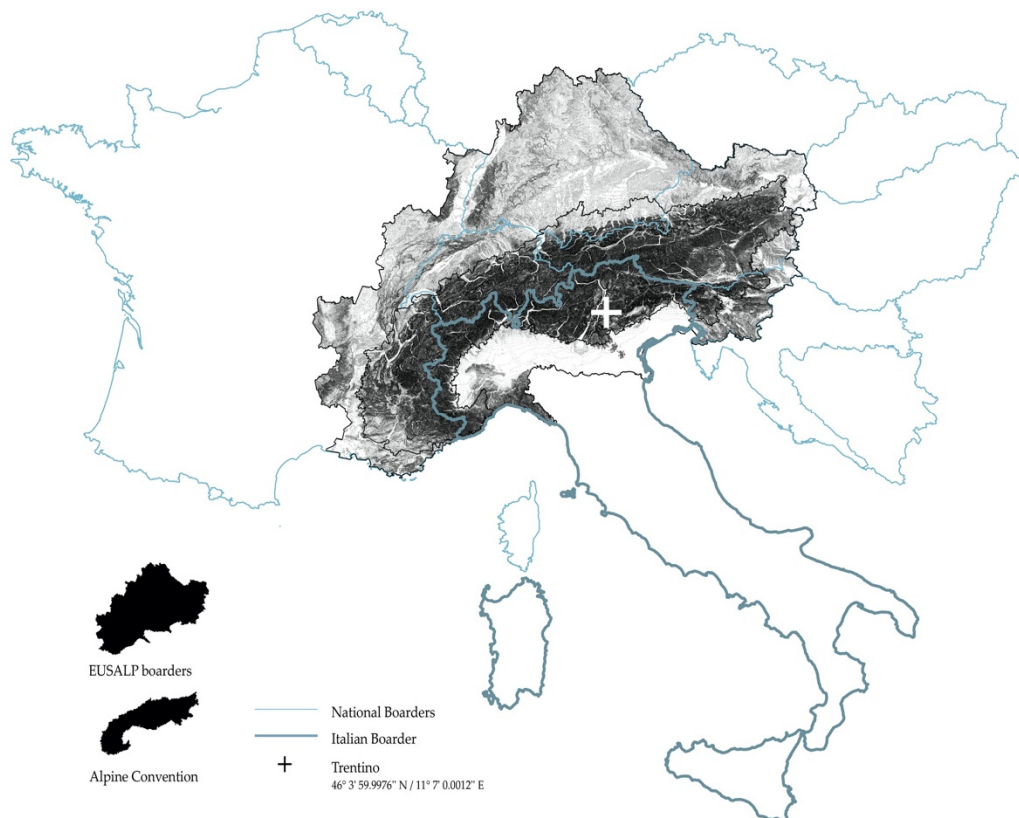 EUSALP boarders
Alpine Convention
National Boarders
Italian Boarder
Trentino
46° 3' 59.9976" N / 11° 7' 0.0012" E